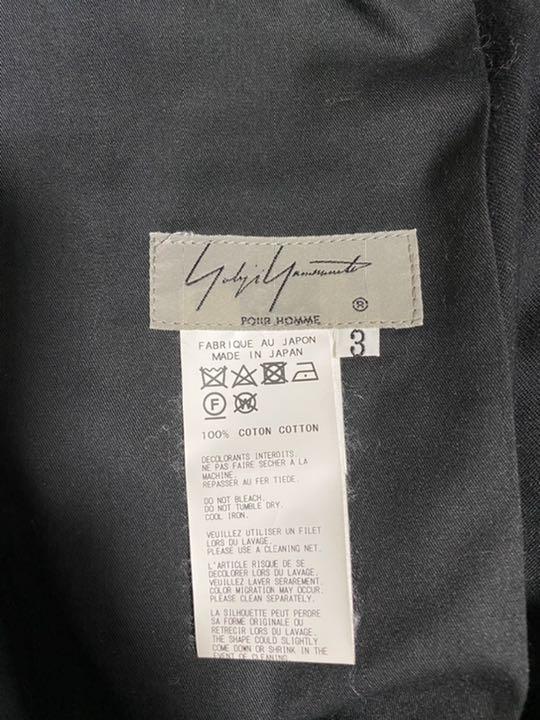 Yohji Yamamoto
®
POUR HOMME
3
FABRIQUE AU JAPON
MADE IN JAPAN
F
W
100% COTON COTTON
DECOLORANTS INTERDITS.
NE PAS FAIRE SECHER A LA
MACHINE.
REPASSER AU FER TIEDE.
DO NOT BLEACH.
DO NOT TUMBLE DRY.
COOL IRON.
VEUILLEZ UTILISER UN FILET
LORS DU LAVAGE.
PLEASE USE A CLEANING NET.
L'ARTICLE RISQUE DE SE
DECOLORER LORS DU LAVAGE.
VEUILLEZ LAVER SERAREMENT.
COLOR MIGRATION MAY OCCUR.
PLEASE CLEAN SEPARATELY.
LA SILHOUETTE PEUT PERDRE
SA FORME ORIGINALE OU
RETRECIR LORS DU LAVAGE.
THE SHAPE COULD SLIGHTLY
COME DOWN OR SHRINK IN THE
EVENT OF CLEANING.